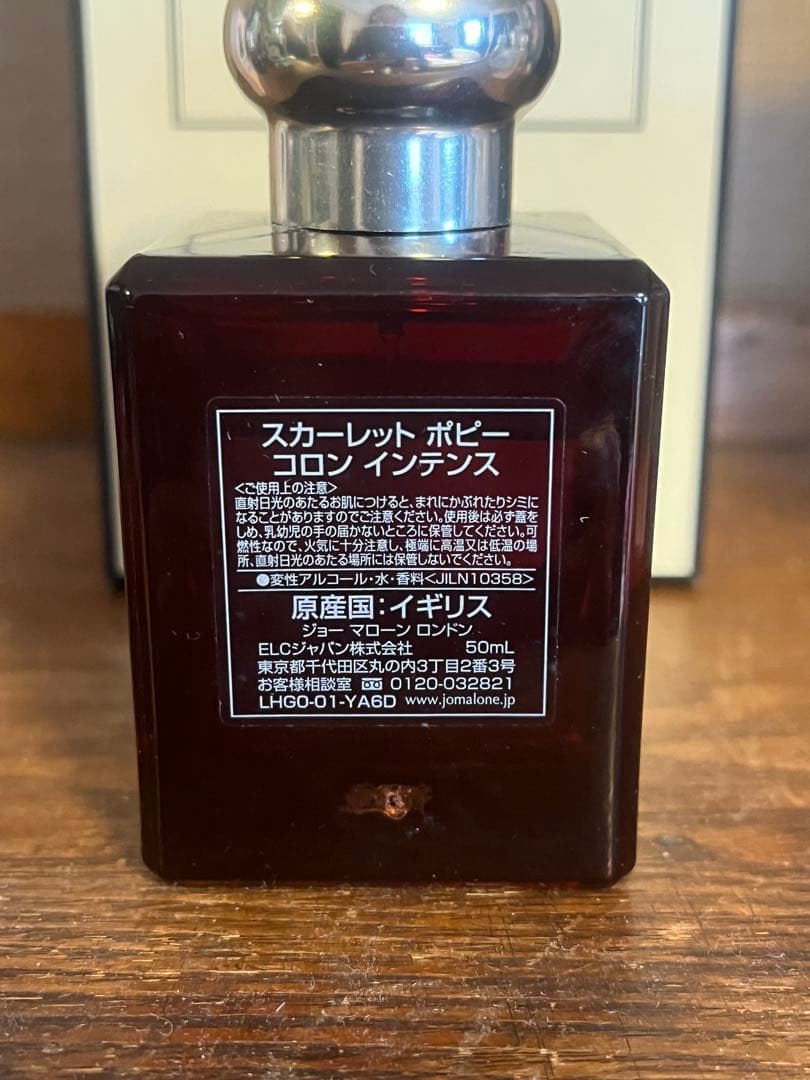 スカーレット ポピー
コロン インテンス
<ご使用上の注意>
直射日光のあたるお肌につけると、まれにかぶれたりシミに
なることがありますのでご注意ください。使用後は必ず蓋を
しめ、乳幼児の手の届かないところに保管してください。可
燃性なので、火気に十分注意し、極端に高温又は低温の場
所、直射日光のあたる場所には保管しないでください。
●変性アルコール・水・香料<JILN10358>
原産国：イギリス
ジョー マローン ロンドン
ELCジャパン株式会社 50mL
東京都千代田区丸の内3丁目2番3号
お客様相談室 0120-032821
LHG0-01-YA6D www.jomalone.jp